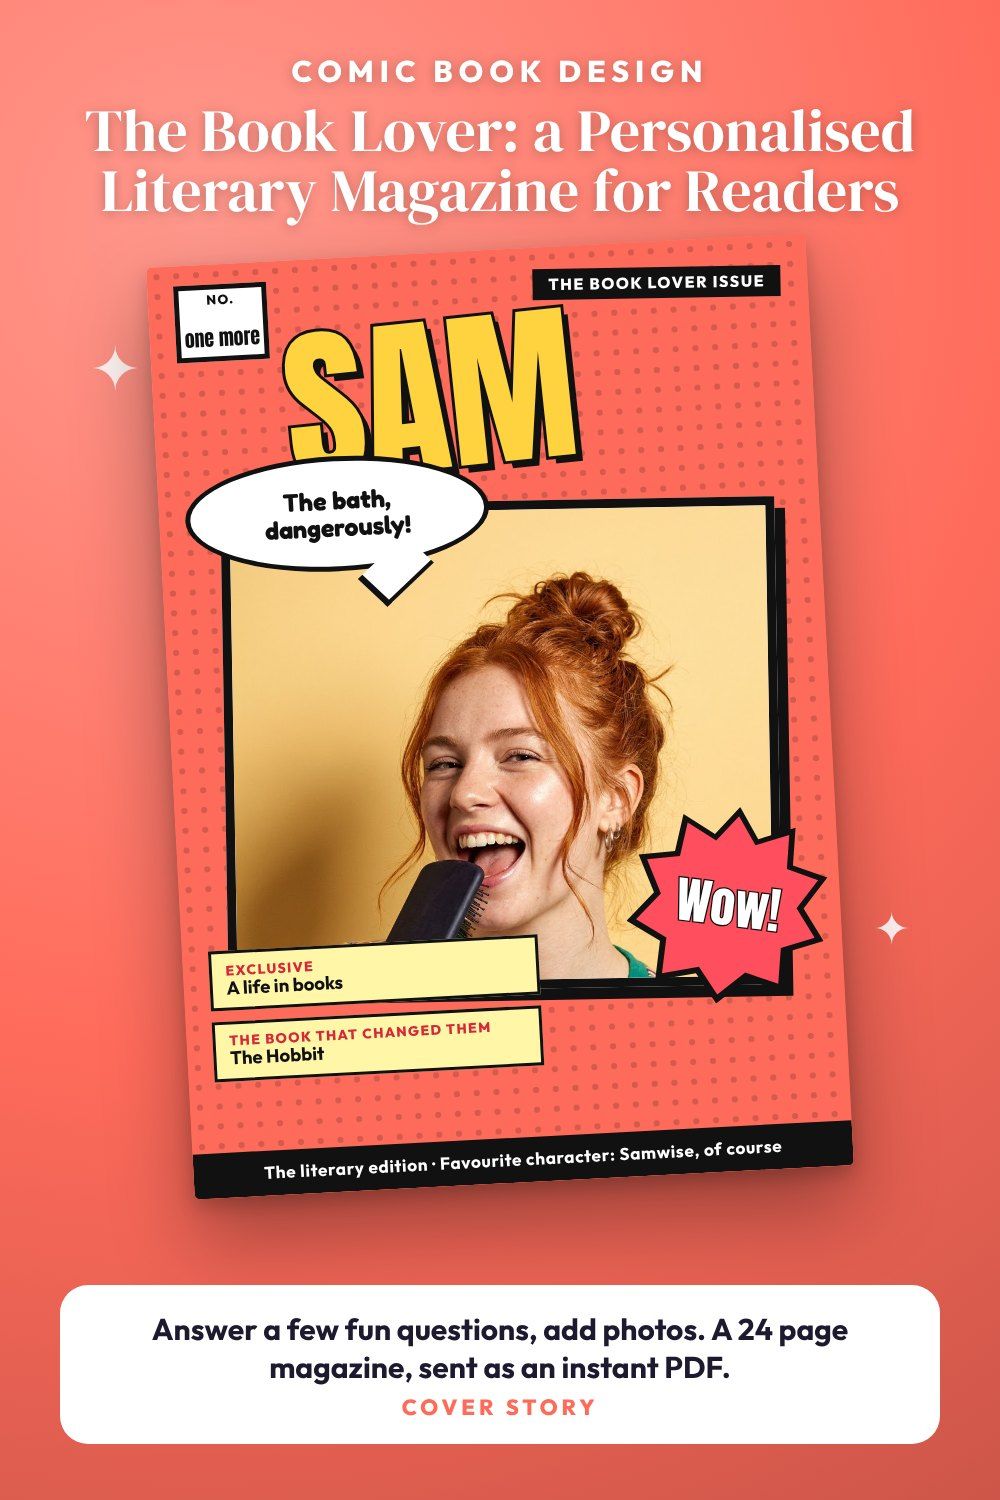 COMIC BOOK DESIGN
The Book Lover: a Personalised
Literary Magazine for Readers
NO.
one more
THE BOOK LOVER ISSUE
SAM
The bath,
dangerously!
Wow!
EXCLUSIVE
A life in books
THE BOOK THAT CHANGED THEM
The Hobbit
The literary edition · Favourite character: Samwise, of course
Answer a few fun questions, add photos. A 24 page
magazine, sent as an instant PDF.
COVER STORY